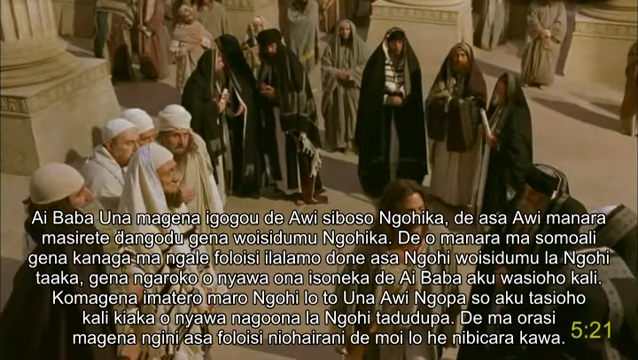 Ai Baba Una magena igogou de Awi siboso Ngohika, de asa Awi manara
masirete d̈angodu gena woisidumu Ngohika. De o manara ma somoali
gena kanaga ma ngale foloisi ilalamo done asa Ngohi woisidumu la Ngohi
taaka, gena ngaroko o nyawa ona isoneka de Ai Baba aku wasioho kali.
Komagena imatero maro Ngohi lo to Una Awi Ngopa so aku tasioho
kali kiaka o nyawa nagoona la Ngohi tadudupa. De ma orasi
magena ngini asa foloisi niohairani de moi lo he nibicara kawa.
5:21